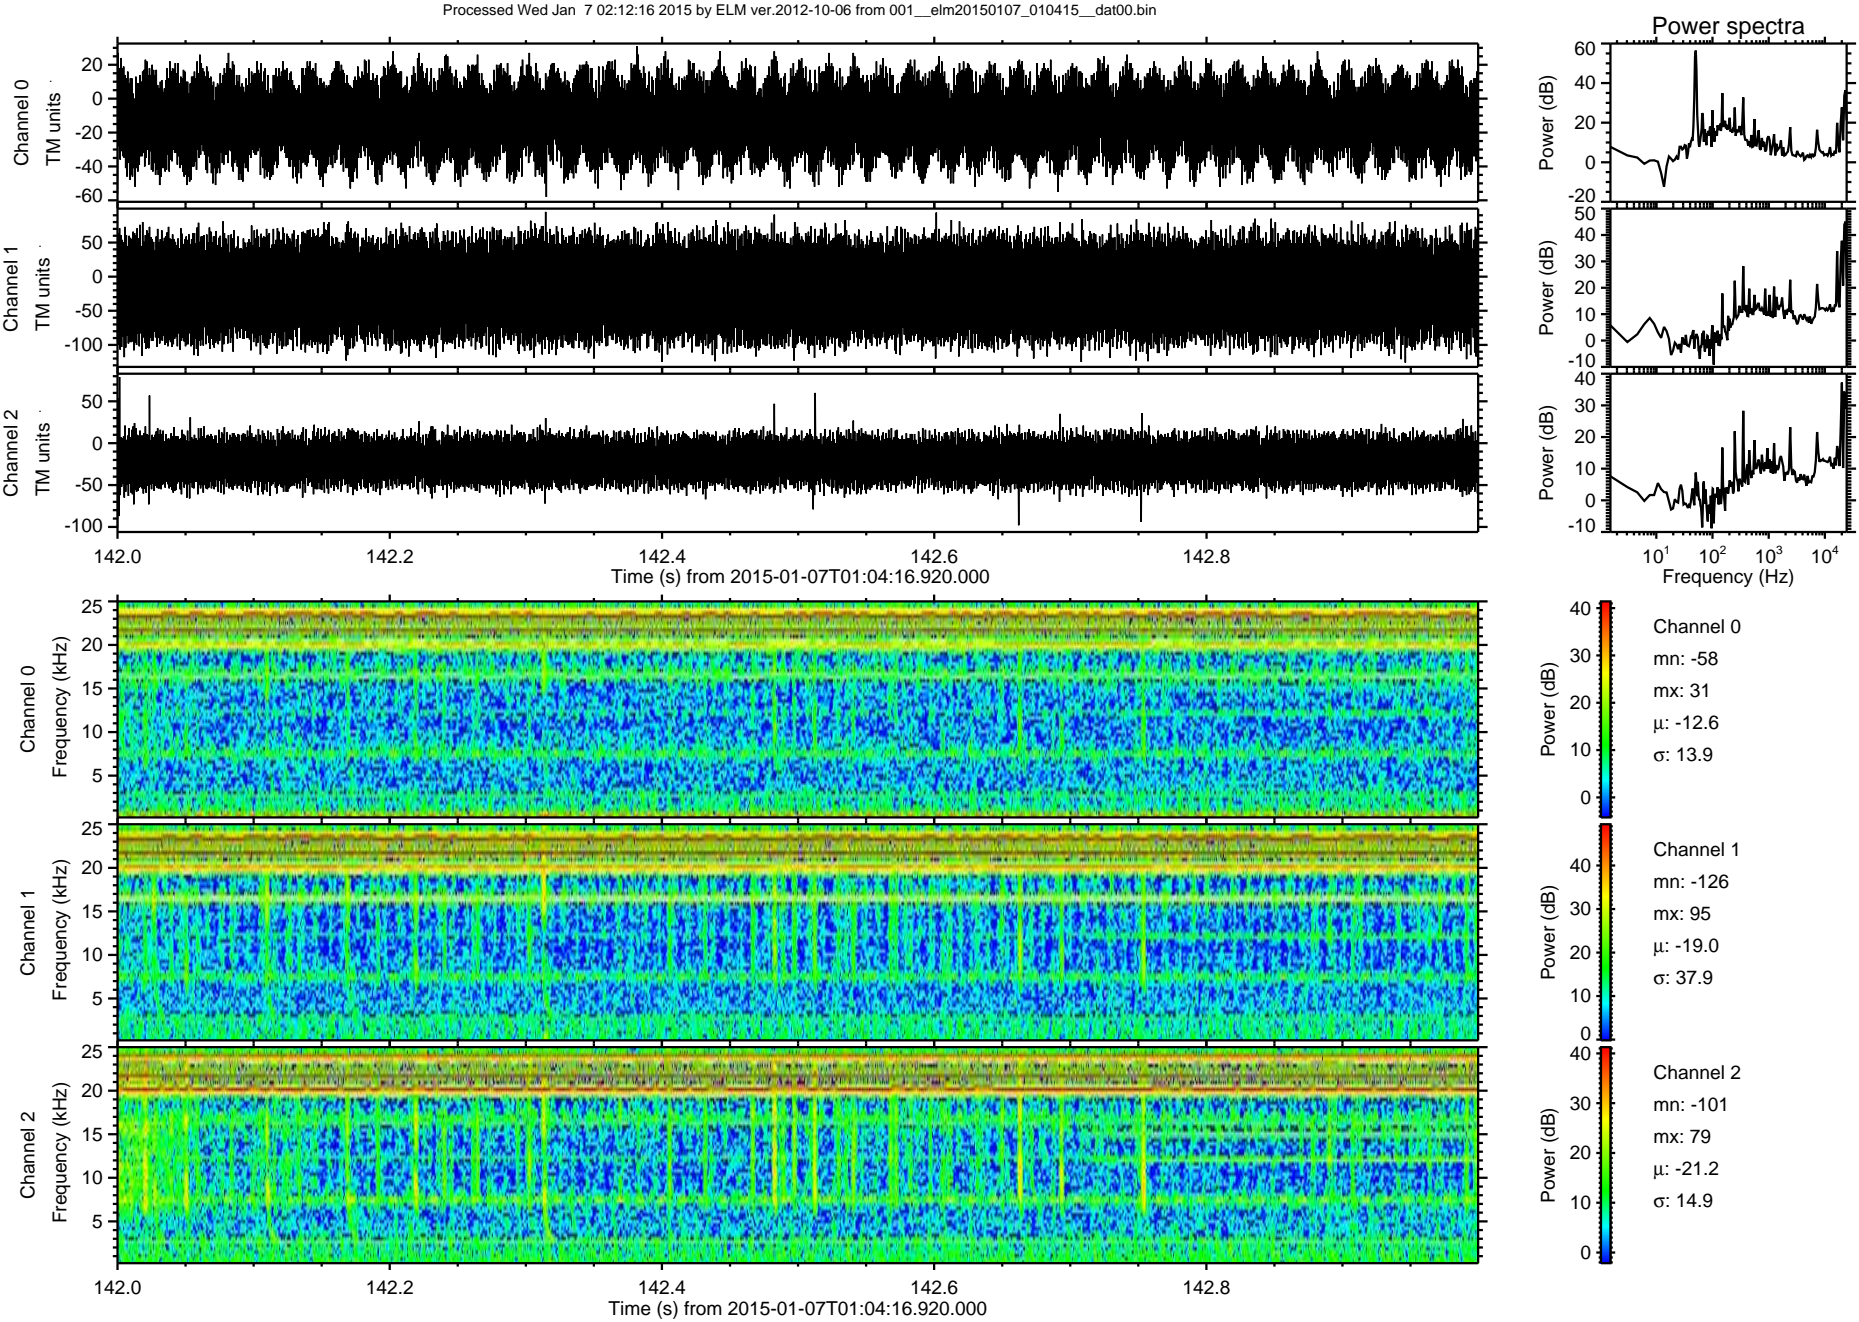 Processed Wed Jan  7 02:12:16 2015 by ELM ver.2012-10-06 from 001__elm20150107_010415__dat00.bin
Power spectra
Channel 0
TM units
20
0
-20
-40
-60
Power (dB)
60
40
20
0
-20
Channel 1
TM units
50
0
-50
-100
Power (dB)
50
40
30
20
10
0
-10
Channel 2
TM units
50
0
-50
-100
Power (dB)
40
30
20
10
0
-10
142.0 142.2 142.4 142.6 142.8
Time (s) from 2015-01-07T01:04:16.920.000
10¹ 10² 10³ 10⁴
Frequency (Hz)
Channel 0
Frequency (kHz)
25
20
15
10
5
Power (dB)
40
30
20
10
0
Channel 0
mn: -58
mx: 31
μ: -12.6
σ: 13.9
Channel 1
Frequency (kHz)
25
20
15
10
5
Power (dB)
40
30
20
10
0
Channel 1
mn: -126
mx: 95
μ: -19.0
σ: 37.9
Channel 2
Frequency (kHz)
25
20
15
10
5
Power (dB)
40
30
20
10
0
Channel 2
mn: -101
mx: 79
μ: -21.2
σ: 14.9
142.0 142.2 142.4 142.6 142.8
Time (s) from 2015-01-07T01:04:16.920.000